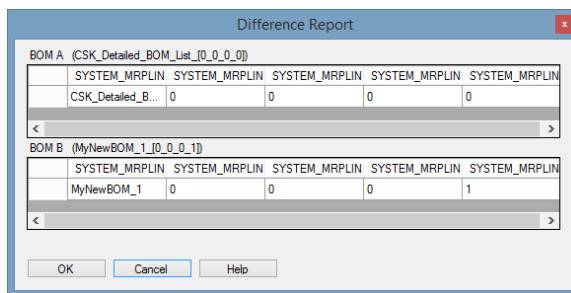 Difference Report
x
BOM A (CSK_Detailed_BOM_List_[0_0_0_0])
SYSTEM_MRPLIN SYSTEM_MRPLIN SYSTEM_MRPLIN SYSTEM_MRPLIN SYSTEM_MRPLIN
CSK_Detailed_B... 0 0 0 0
BOM B (MyNewBOM_1_[0_0_0_1])
SYSTEM_MRPLIN SYSTEM_MRPLIN SYSTEM_MRPLIN SYSTEM_MRPLIN SYSTEM_MRPLIN
MyNewBOM_1 0 0 0 1
OK Cancel Help